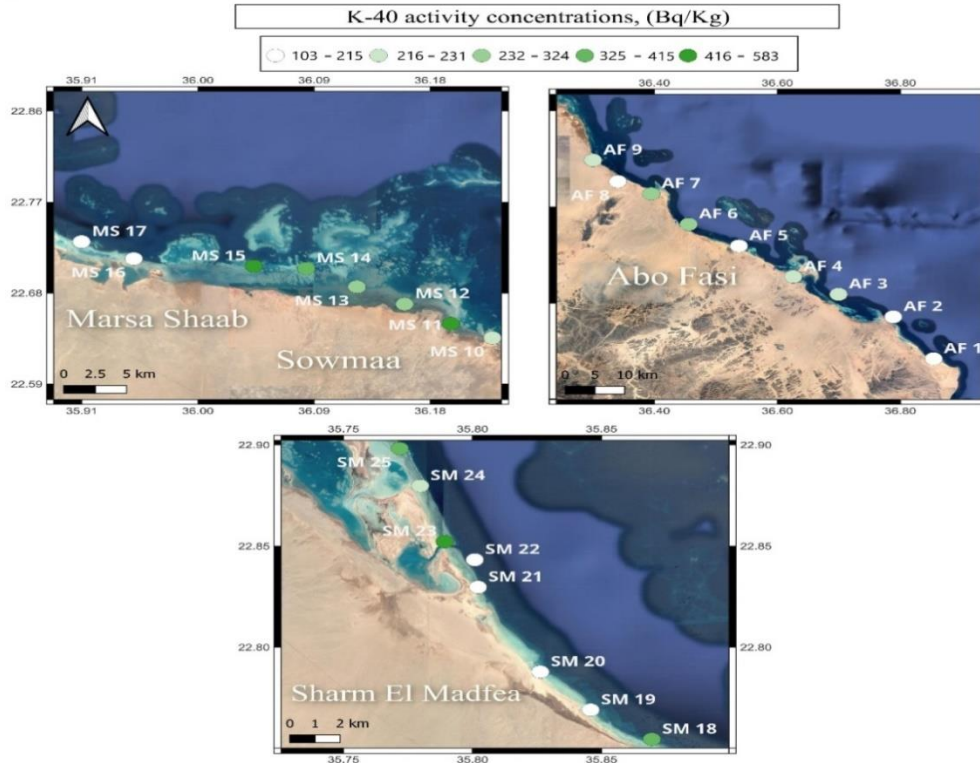 K-40 activity concentrations, (Bq/Kg)
103 - 215 216 - 231 232 - 324 325 - 415 416 - 583
35.91 36.00 36.09 36.18
22.86
22.77
22.68
22.59
MS 17
MS 16
MS 15
MS 14
MS 13
MS 12
MS 11
MS 10
Marsa Shaab
Sowmaa
0 2.5 5 km
35.91 36.00 36.09 36.18
36.40 36.60 36.80
AF 9
AF 8
AF 7
AF 6
AF 5
AF 4
AF 3
AF 2
AF 1
Abo Fasi
0 5 10 km
36.40 36.60 36.80
35.75 35.80 35.85
22.90 22.90
22.85 22.85
22.80 22.80
SM 25
SM 24
SM 23
SM 22
SM 21
SM 20
SM 19
SM 18
Sharm El Madfea
0 1 2 km
35.75 35.80 35.85